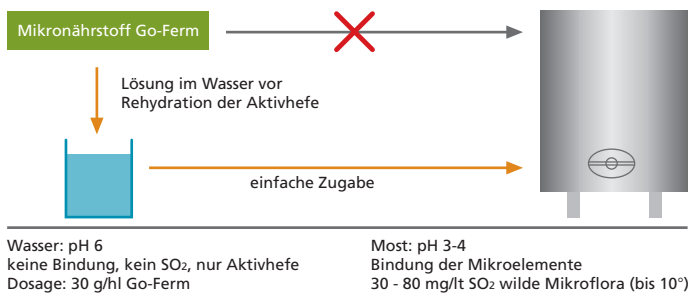 Mikronährstoff Go-Ferm
Lösung im Wasser vor
Rehydration der Aktivhefe
einfache Zugabe
Wasser: pH 6
keine Bindung, kein SO₂, nur Aktivhefe
Dosage: 30 g/hl Go-Ferm
Most: pH 3-4
Bindung der Mikroelemente
30 - 80 mg/lt SO₂ wilde Mikroflora (bis 10°)